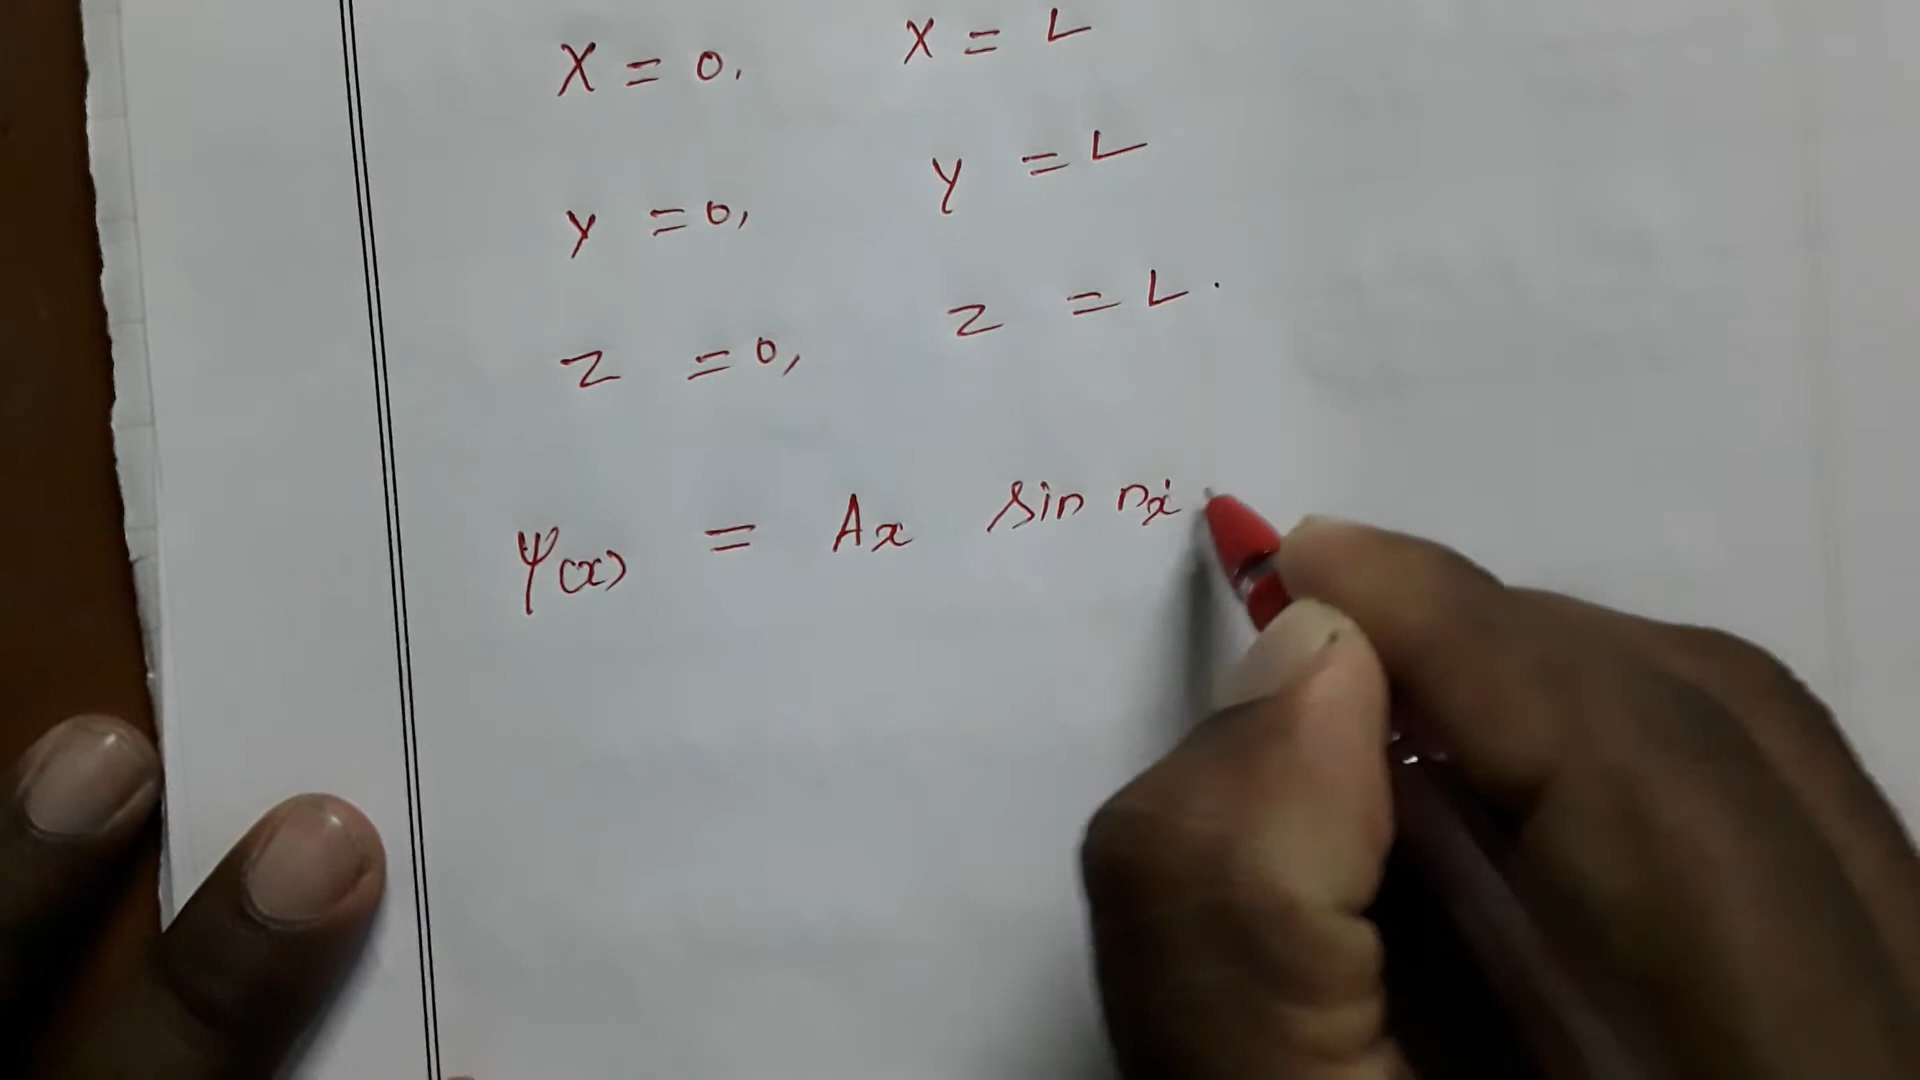 X = 0, X = L
y = 0, y = L
z = 0, z = L.
ψ(x) = Ax sin nx